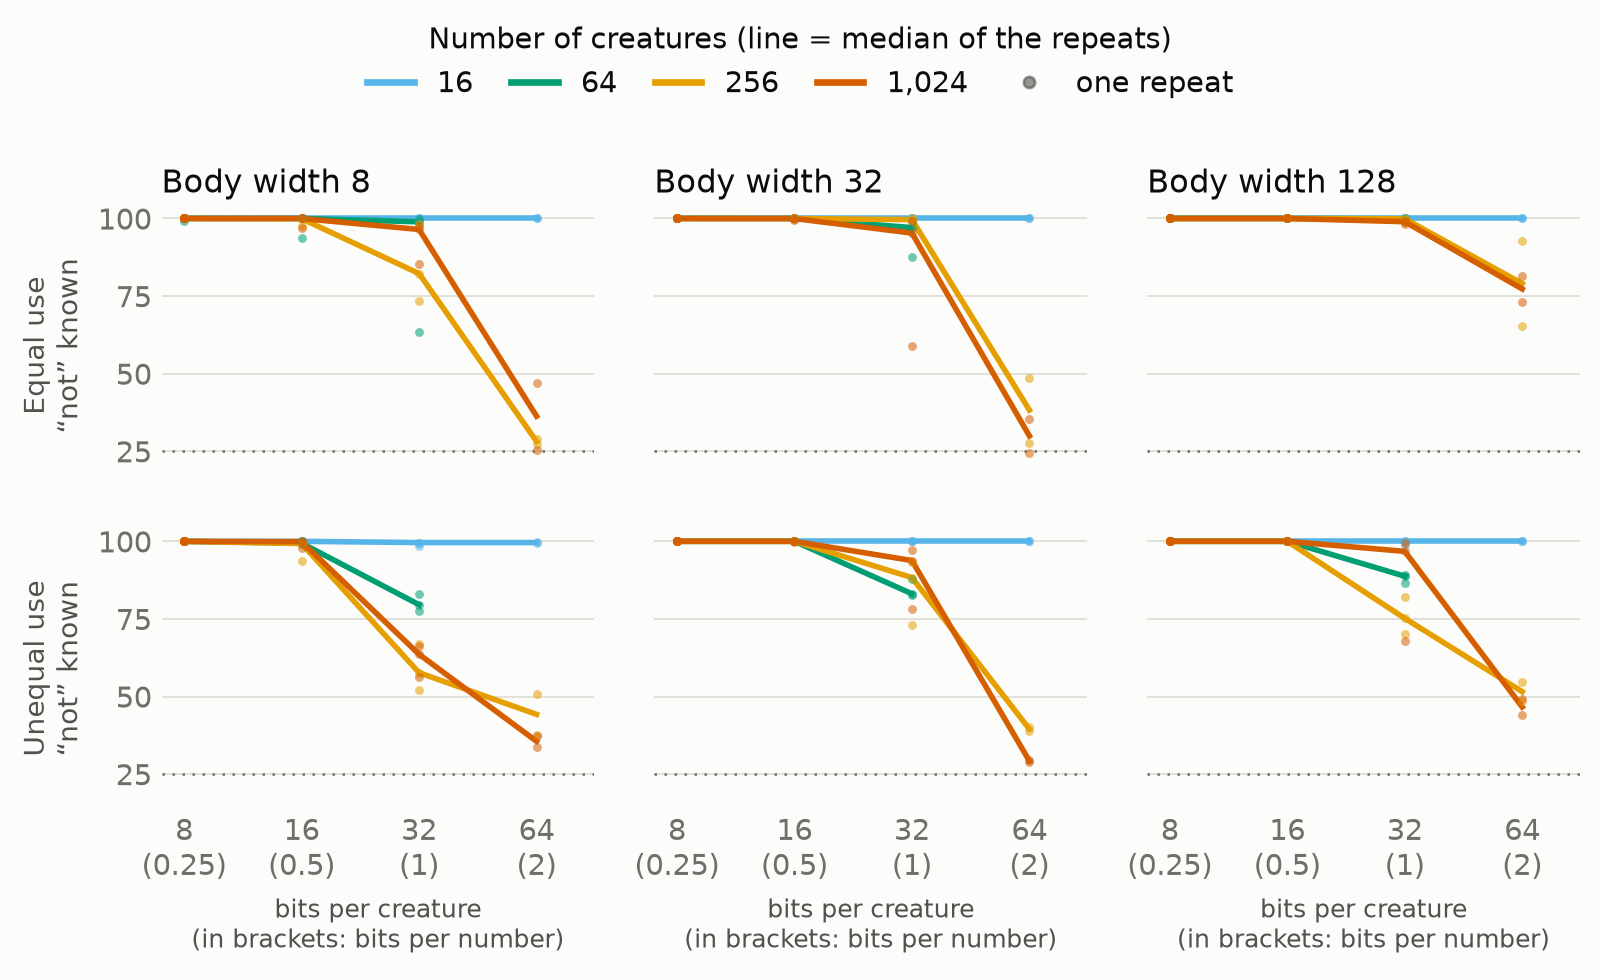 Number of creatures (line = median of the repeats)
16 64 256 1,024 one repeat
Body width 8 Body width 32 Body width 128
Equal use
“not” known
100
75
50
25
Unequal use
“not” known
100
75
50
25
8 16 32 64 8 16 32 64 8 16 32 64
(0.25) (0.5) (1) (2) (0.25) (0.5) (1) (2) (0.25) (0.5) (1) (2)
bits per creature bits per creature bits per creature
(in brackets: bits per number) (in brackets: bits per number) (in brackets: bits per number)